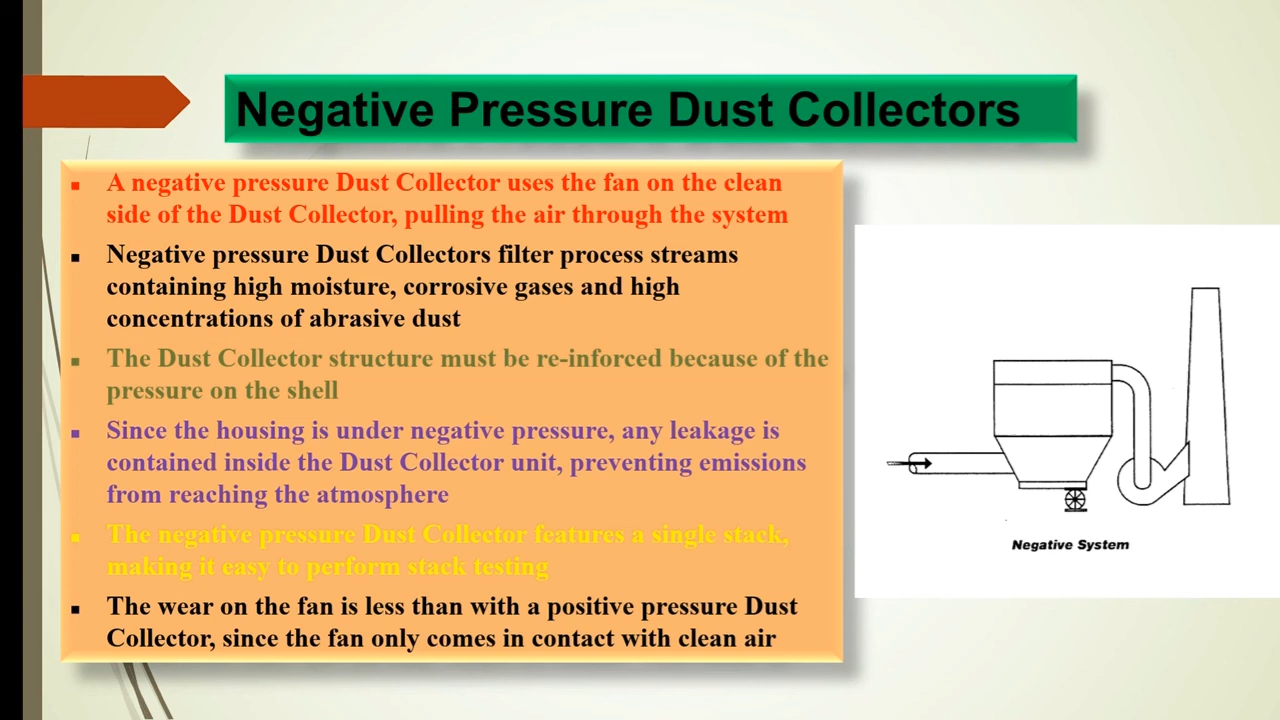 Negative Pressure Dust Collectors
▪ A negative pressure Dust Collector uses the fan on the clean
side of the Dust Collector, pulling the air through the system
▪ Negative pressure Dust Collectors filter process streams
containing high moisture, corrosive gases and high
concentrations of abrasive dust
▪ The Dust Collector structure must be re-inforced because of the
pressure on the shell
▪ Since the housing is under negative pressure, any leakage is
contained inside the Dust Collector unit, preventing emissions
from reaching the atmosphere
▪ The negative pressure Dust Collector features a single stack,
making it easy to perform stack testing
▪ The wear on the fan is less than with a positive pressure Dust
Collector, since the fan only comes in contact with clean air
Negative System